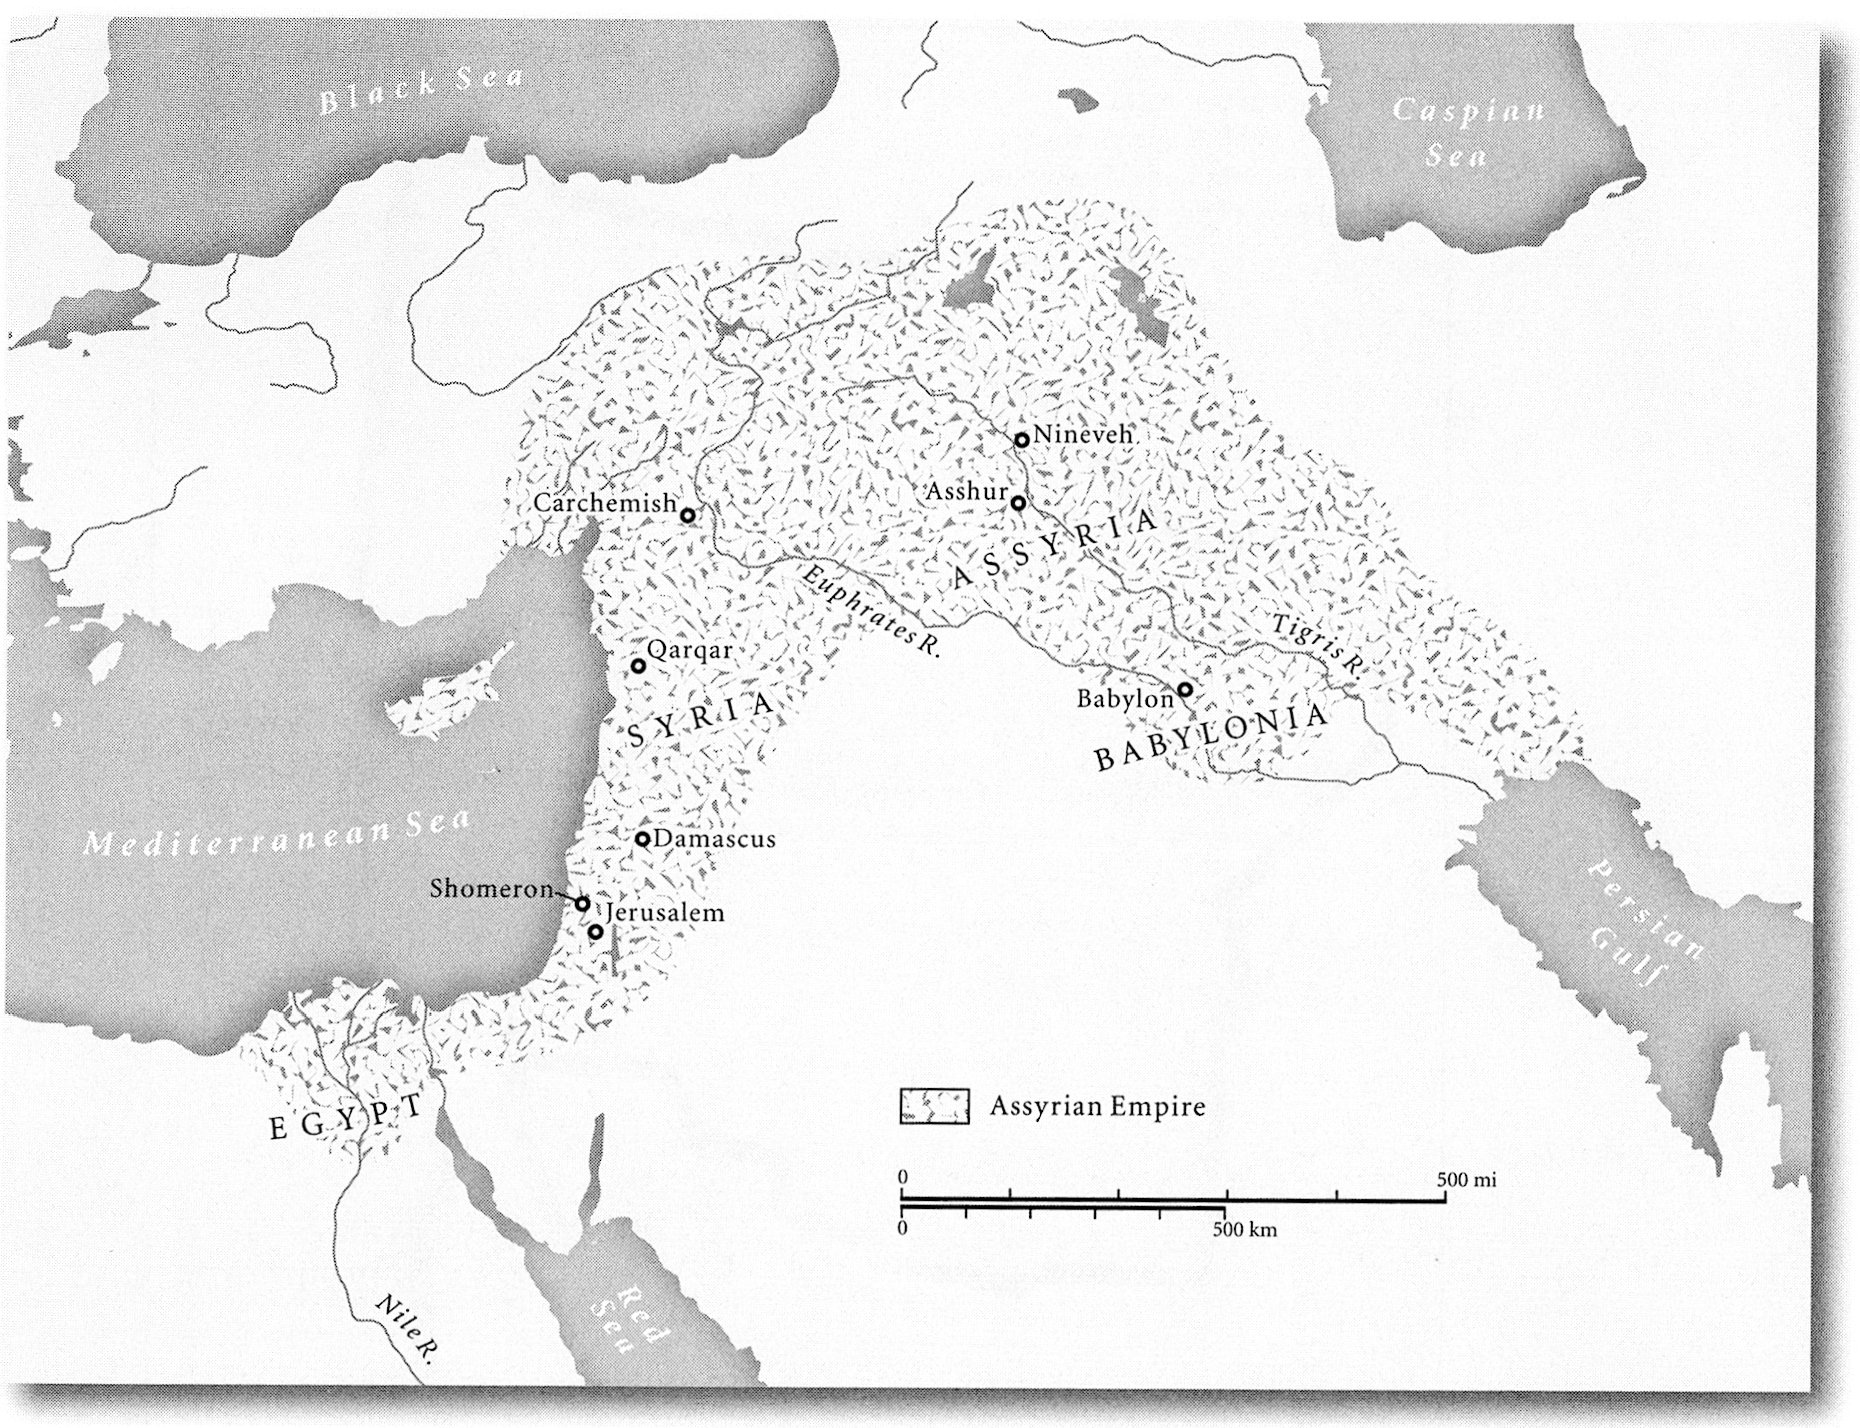 Black Sea
Caspian
Sea
Nineveh
Asshur
Carchemish
ASSYRIA
Euphrates R.
Tigris R.
Qarqar
SYRIA
Babylon
BABYLONIA
Mediterranean Sea
Damascus
Shomeron
Jerusalem
Persian
Gulf
EGYPT
Assyrian Empire
0
500 mi
0
500 km
Nile R.
Red
Sea